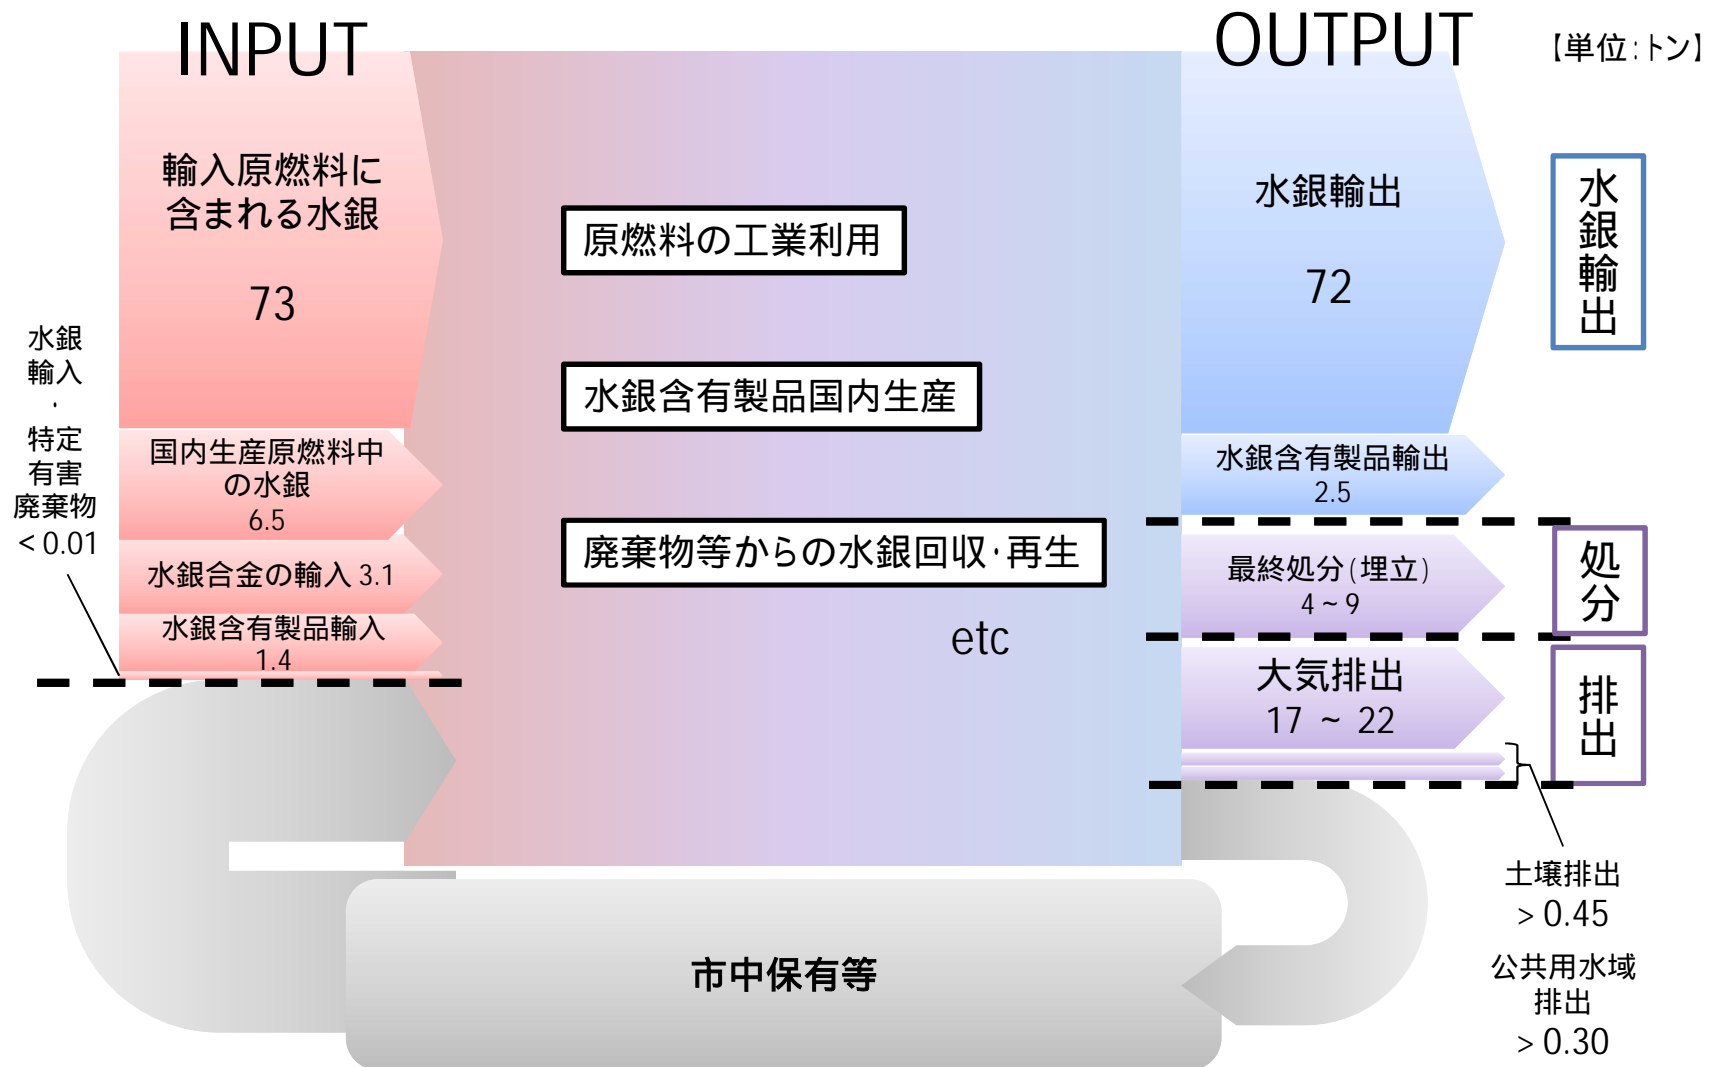 INPUT
OUTPUT
【単位:トン】
輸入原燃料に
含まれる水銀
73
水銀
輸入
・
特定
有害
廃棄物
<0.01
国内生産原燃料中
の水銀
6.5
水銀合金の輸入 3.1
水銀含有製品輸入
1.4
原燃料の工業利用
水銀含有製品国内生産
廃棄物等からの水銀回収・再生
etc
水銀輸出
72
水銀含有製品輸出
2.5
最終処分(埋立)
4~9
大気排出
17 ~ 22
水銀輸出
処分
排出
土壌排出
>0.45
公共用水域
排出
>0.30
市中保有等